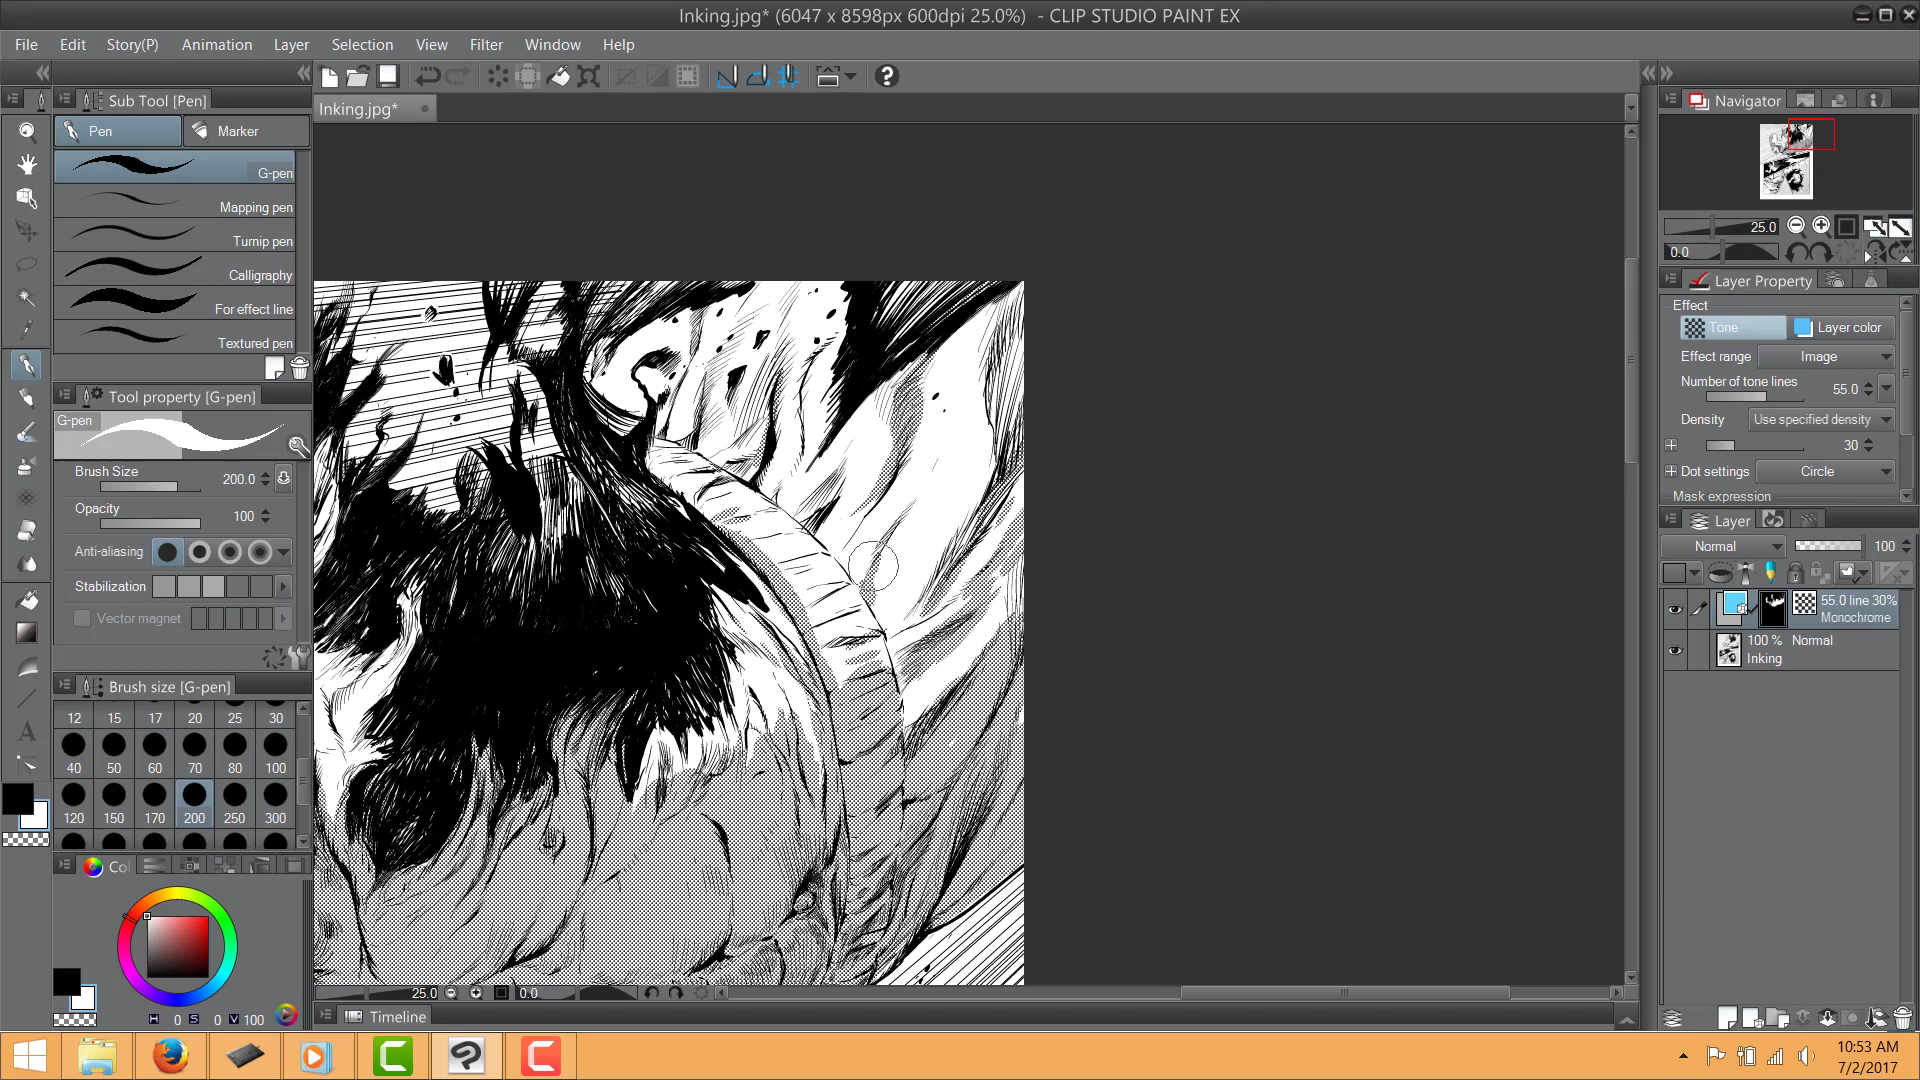 Inking.jpg* (6047 x 8598px 600dpi 25.0%) - CLIP STUDIO PAINT EX
File Edit Story(P) Animation Layer Selection View Filter Window Help
Sub Tool [Pen]
Pen Marker
G-pen
Mapping pen
Turnip pen
Calligraphy
For effect line
Textured pen
Tool property [G-pen]
G-pen
Brush Size 200.0
Opacity 100
Anti-aliasing
Stabilization
Vector magnet
Brush size [G-pen]
12 15 17 20 25 30
40 50 60 70 80 100
120 150 170 200 250 300
Col
H 0 S 0 V 100
Inking.jpg*
25.0 0.0
Timeline
Navigator
25.0
0.0
Layer Property
Effect
Tone Layer color
Effect range Image
Number of tone lines 55.0
Density Use specified density
30
Dot settings Circle
Mask expression
Layer
Normal 100
55.0 line 30%
Monochrome
100 % Normal
Inking
10:53 AM
7/2/2017